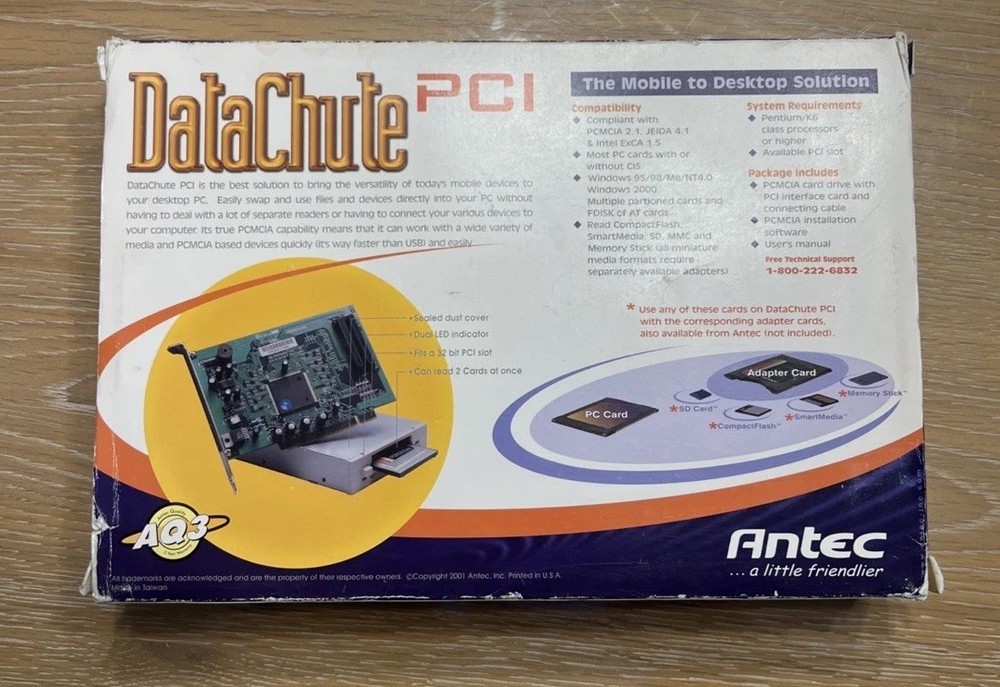 DataChute PCI
DataChute PCI is the best solution to bring the versatility of today's mobile devices to
your desktop PC. Easily swap and use files and devices directly into your PC without
having to deal with a lot of separate readers or having to connect your various devices to
your computer. Its true PCMCIA capability means that it can work with a wide variety of
media and PCMCIA based devices quickly (it's way faster than USB) and easily.
The Mobile to Desktop Solution
Compatibility
◆ Compliant with
PCMCIA 2.1, JEIDA 4.1
& Intel ExCA 1.5
◆ Most PC cards with or
without CIS
◆ Windows 95/98/Me/NT4.0
Windows 2000
Multiple partioned cards and
FDISK of AT cards
◆ Read CompactFlash,
SmartMedia, SD, MMC and
Memory Stick (all miniature
media formats require
separately available adapters)
System Requirements
◆ Pentium/K6
class processors
or higher
◆ Available PCI slot
Package Includes
◆ PCMCIA card drive with
PCI interface card and
connecting cable
◆ PCMCIA installation
software
◆ User's manual
Free Technical Support
1-800-222-6832
• Sealed dust cover
• Dual LED indicator
• Fits a 32 bit PCI slot
• Can read 2 Cards at once
* Use any of these cards on DataChute PCI
with the corresponding adapter cards,
also available from Antec (not included).
Adapter Card
PC Card
*Memory Stick™
*SD Card™
*SmartMedia™
*CompactFlash™
Antec Quality
AQ3
3 Year Warranty
Antec
...a little friendlier
All trademarks are acknowledged and are the property of their respective owners. ©Copyright 2001 Antec, Inc. Printed in U.S.A.
Made in Taiwan